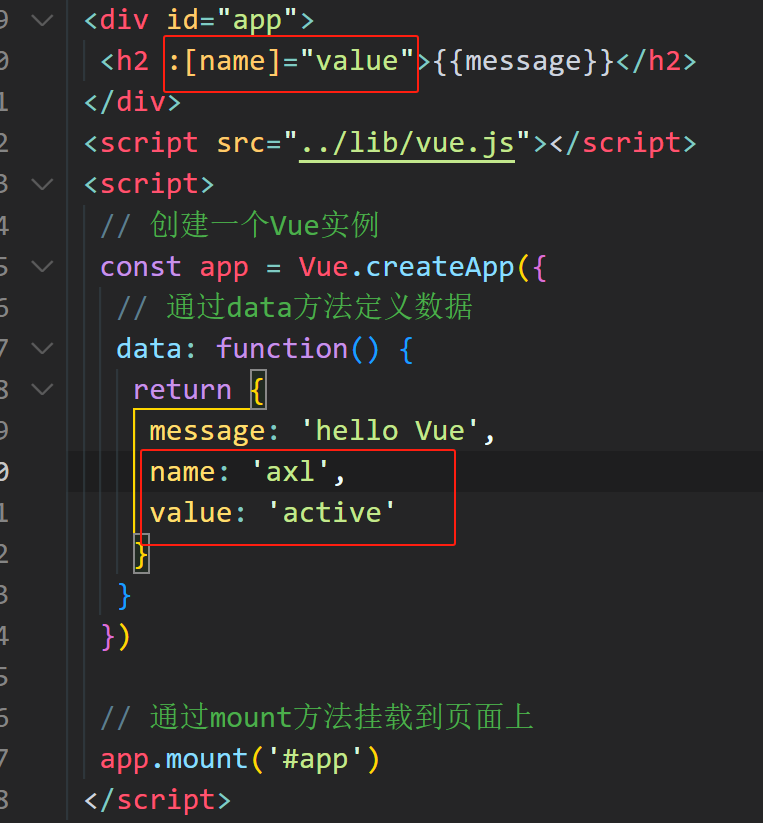 9 <div id="app">
0 <h2 :[name]="value">{{message}}</h2>
1 </div>
2 <script src="../lib/vue.js"></script>
3 <script>
4 // 创建一个Vue实例
5 const app = Vue.createApp({
6 // 通过data方法定义数据
7 data: function() {
8 return {
9 message: 'hello Vue',
0 name: 'axl',
1 value: 'active'
2 }
3 }
4 })
5
6 // 通过mount方法挂载到页面上
7 app.mount('#app')
8 </script>